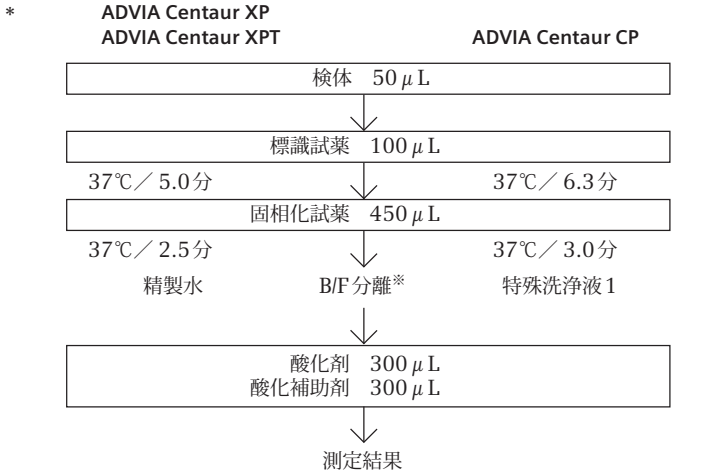 * ADVIA Centaur XP
ADVIA Centaur XPT ADVIA Centaur CP
検体 50μL
標識試薬 100μL
37℃/5.0分 37℃/6.3分
固相化試薬 450μL
37℃/2.5分 37℃/3.0分
精製水 B/F分離※ 特殊洗浄液1
酸化剤 300μL
酸化補助剤 300μL
測定結果